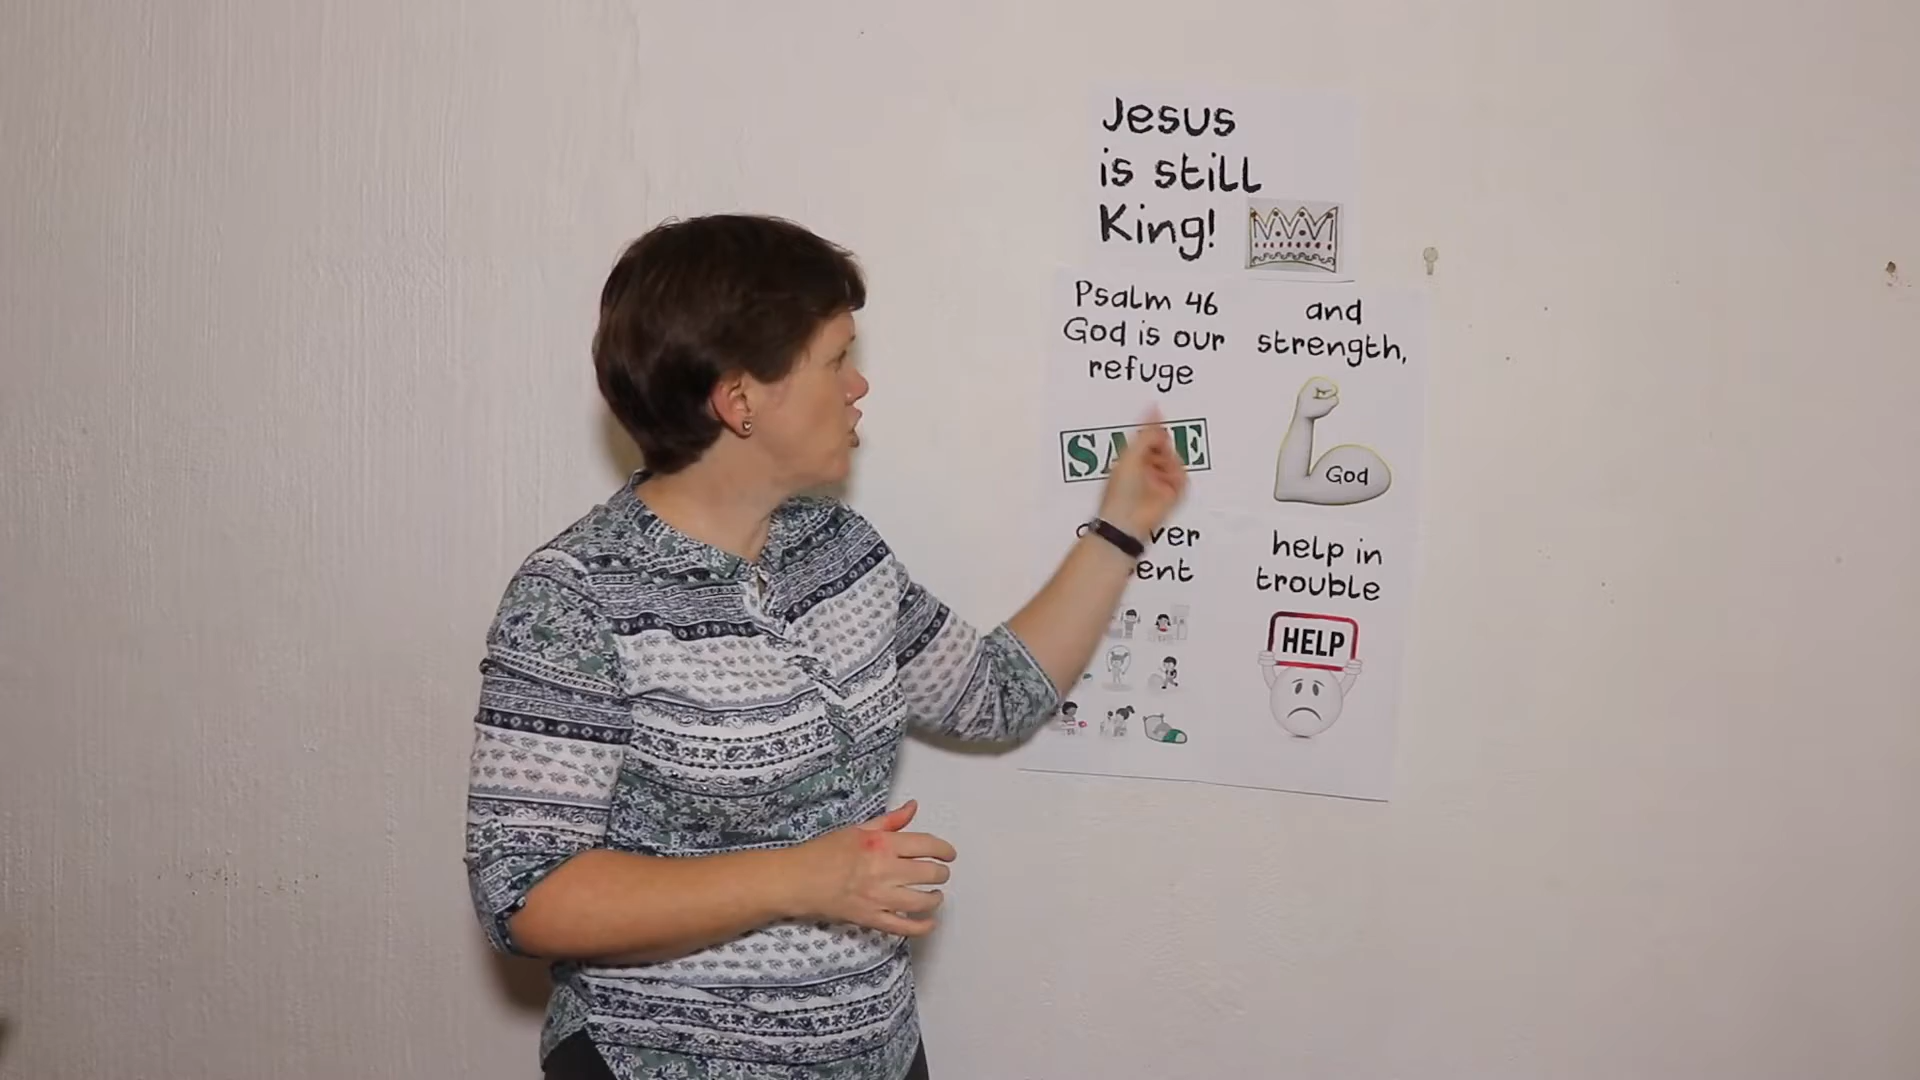 Jesus
is still
King!
Psalm 46
God is our
refuge
and
strength,
God
help in
trouble
HELP